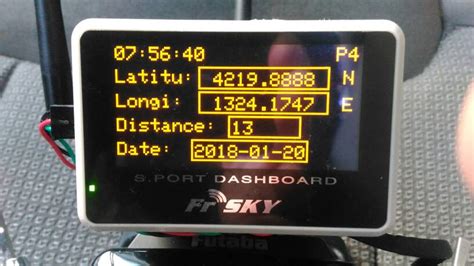 07:56:40 P4
Latitu: 4219.8888 N
Longi: 1324.1747 E
Distance: 13
Date: 2018-01-20
S.PORT DASHBOARD
FrSKY
Futaba